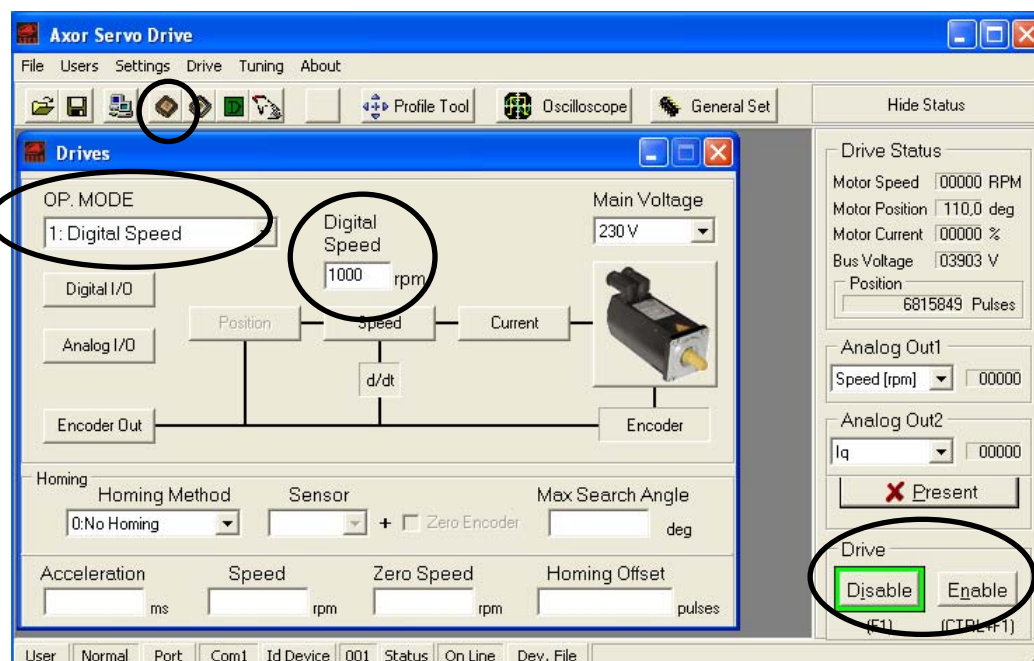 Axor Servo Drive
File Users Settings Drive Tuning About
Profile Tool Oscilloscope General Set Hide Status
Drives
OP. MODE
1: Digital Speed
Digital
Speed
1000 rpm
Main Voltage
230 V
Digital I/O
Analog I/O
Position Speed Current
d/dt
Encoder Out Encoder
Homing
Homing Method Sensor Max Search Angle
0:No Homing + Zero Encoder deg
Acceleration Speed Zero Speed Homing Offset
ms rpm rpm pulses
Drive Status
Motor Speed 00000 RPM
Motor Position 110,0 deg
Motor Current 00000 %
Bus Voltage 03903 V
Position
6815849 Pulses
Analog Out1
Speed [rpm] 00000
Analog Out2
Iq 00000
Present
Drive
Disable Enable
(F1) (CTRL+F1)
User Normal Port Com1 Id Device 001 Status On Line Dev. File